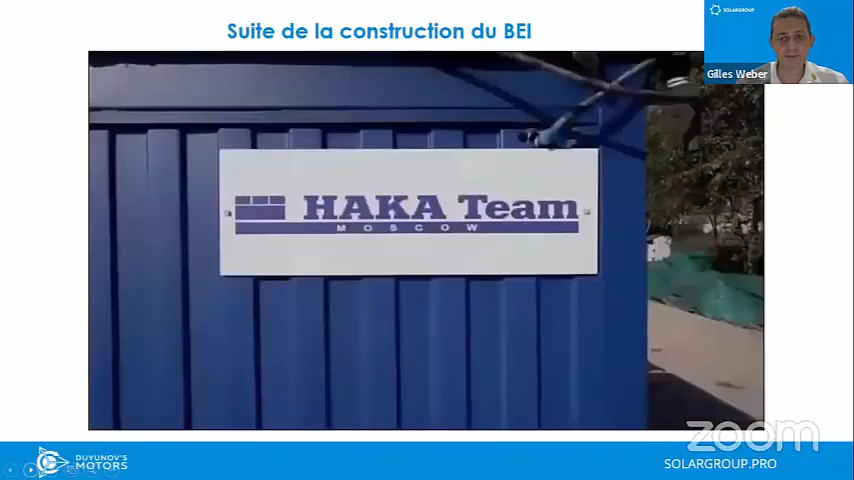 Suite de la construction du BEI
SOLARGROUP
Gilles Weber
HAKA Team
MOSCOW
zoom
DUYUNOV'S
MOTORS
SOLARGROUP.PRO